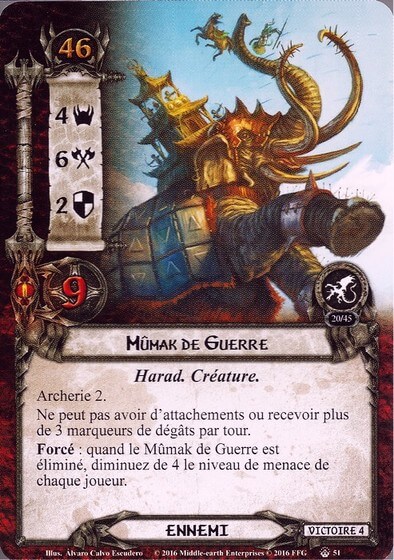 46
4
6
2
9
20/45
Mûmak de Guerre
Harad. Créature.
Archerie 2.
Ne peut pas avoir d'attachements ou recevoir plus
de 3 marqueurs de dégâts par tour.
Forcé : quand le Mûmak de Guerre est
éliminé, diminuez de 4 le niveau de menace de
chaque joueur.
ENNEMI
VICTOIRE 4
Illus. Álvaro Calvo Escudero © 2016 Middle-earth Enterprises © 2016 FFG 51